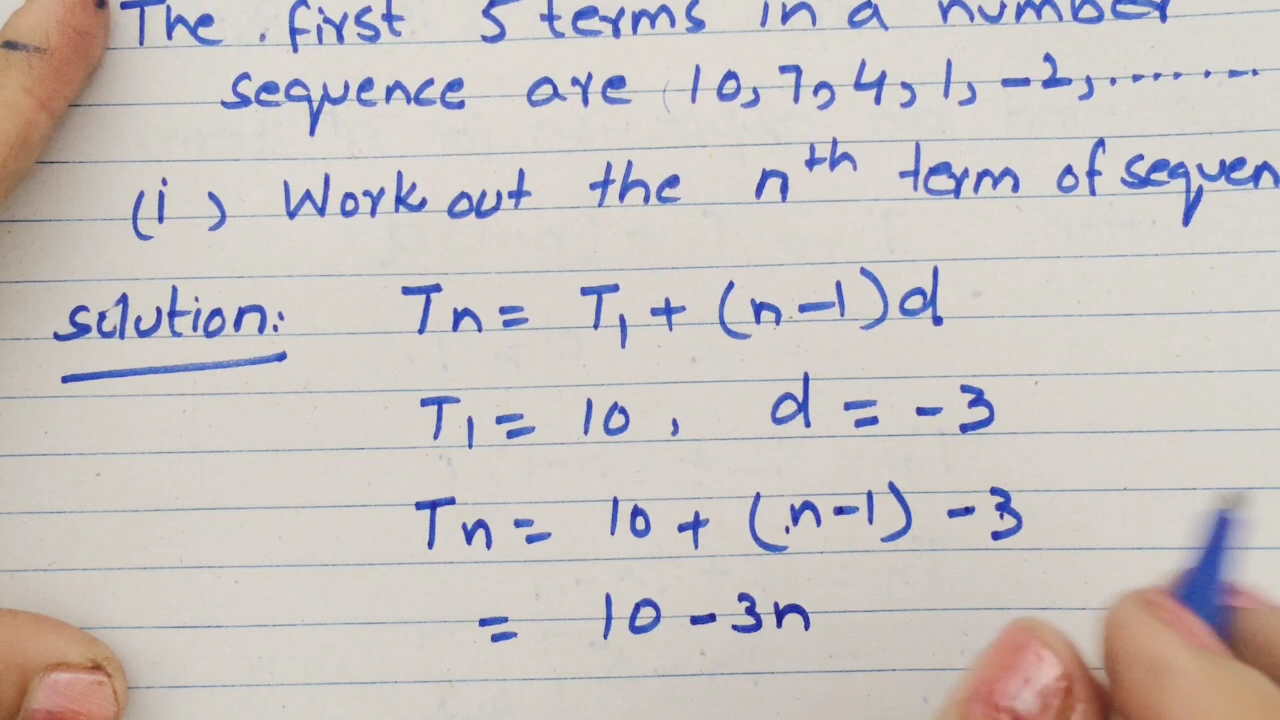 The first 5 terms in a number
sequence are 10, 7, 4, 1, -2, ........
(i) Work out the nth term of sequen
solution: Tn = T1 + (n-1)d
T1 = 10, d = -3
Tn = 10 + (n-1) -3
= 10 - 3n